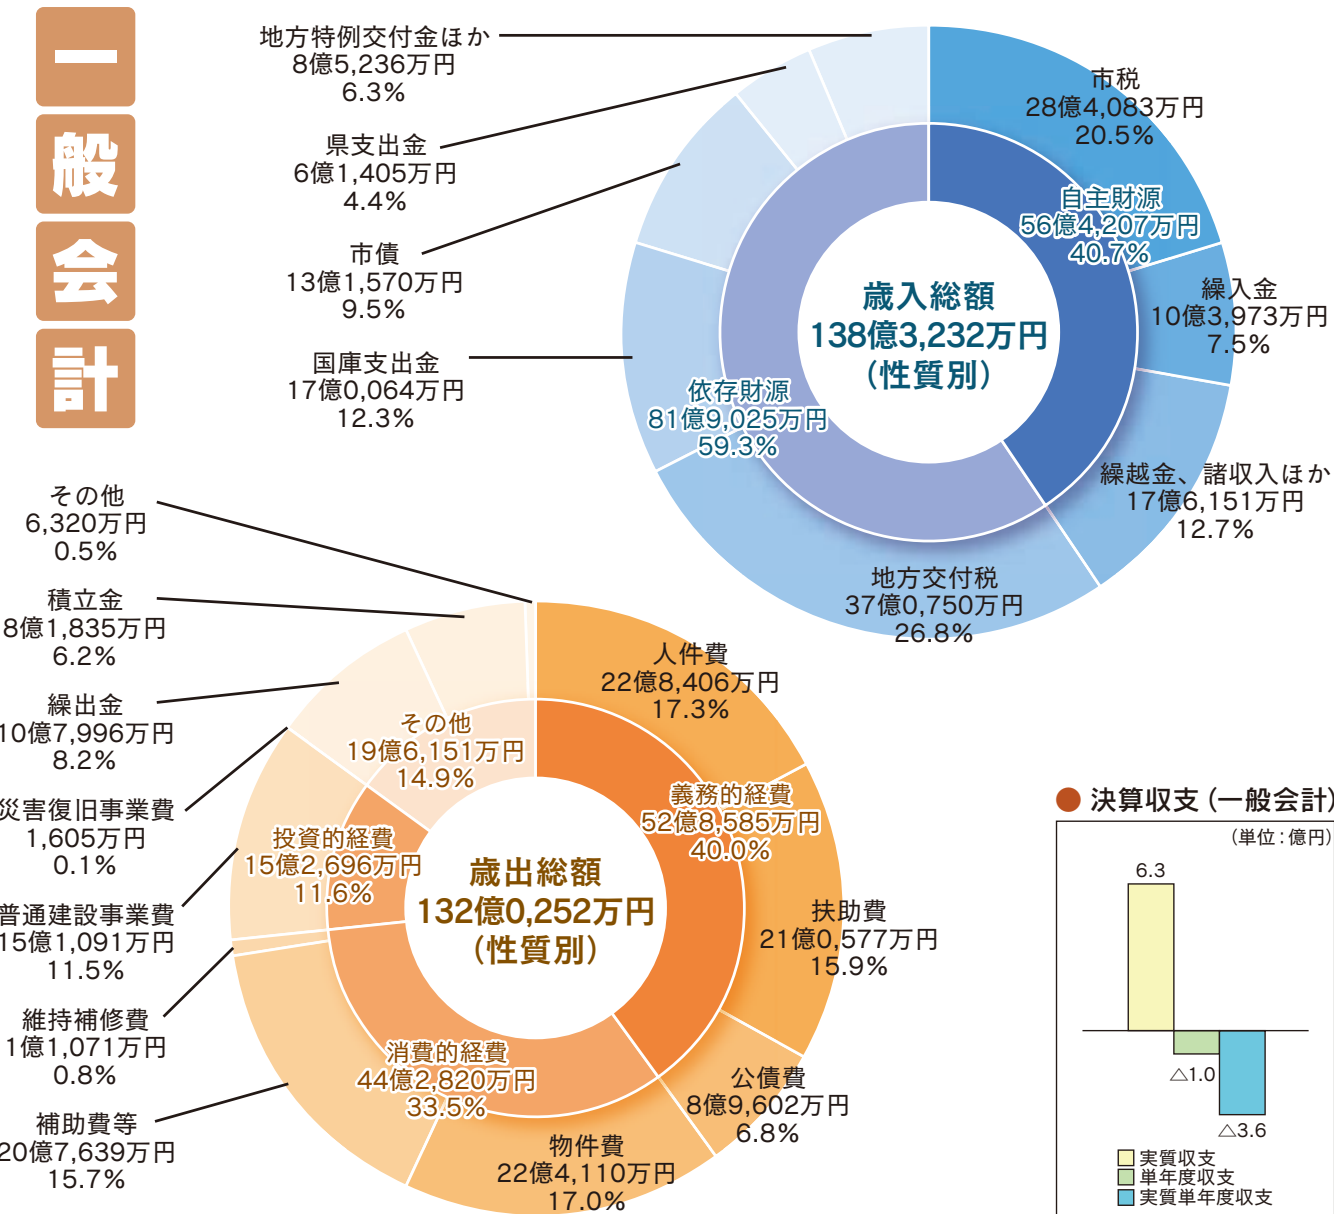 一般会計
地方特例交付金ほか
8億5,236万円
6.3%
県支出金
6億1,405万円
4.4%
市債
13億1,570万円
9.5%
国庫支出金
17億0,064万円
12.3%
市税
28億4,083万円
20.5%
自主財源
56億4,207万円
40.7%
繰入金
10億3,973万円
7.5%
繰越金、諸収入ほか
17億6,151万円
12.7%
地方交付税
37億0,750万円
26.8%
依存財源
81億9,025万円
59.3%
歳入総額
138億3,232万円
（性質別）
その他
6,320万円
0.5%
積立金
8億1,835万円
6.2%
繰出金
10億7,996万円
8.2%
災害復旧事業費
1,605万円
0.1%
普通建設事業費
15億1,091万円
11.5%
維持補修費
1億1,071万円
0.8%
補助費等
20億7,639万円
15.7%
人件費
22億8,406万円
17.3%
義務的経費
52億8,585万円
40.0%
扶助費
21億0,577万円
15.9%
公債費
8億9,602万円
6.8%
物件費
22億4,110万円
17.0%
消費的経費
44億2,820万円
33.5%
投資的経費
15億2,696万円
11.6%
その他
19億6,151万円
14.9%
歳出総額
132億0,252万円
（性質別）
● 決算収支（一般会計）
（単位：億円）
6.3
△1.0
△3.6
実質収支
単年度収支
実質単年度収支